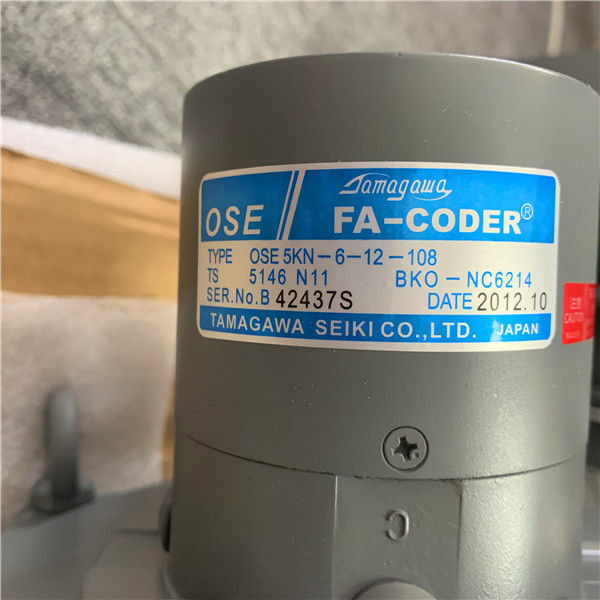 OSE // Tamagawa
FA-CODER®
TYPE OSE 5KN-6-12-108
TS 5146 N11 BKO-NC6214
SER.No.B 42437S DATE 2012.10
TAMAGAWA SEIKI CO.,LTD. JAPAN
CAUTION
C